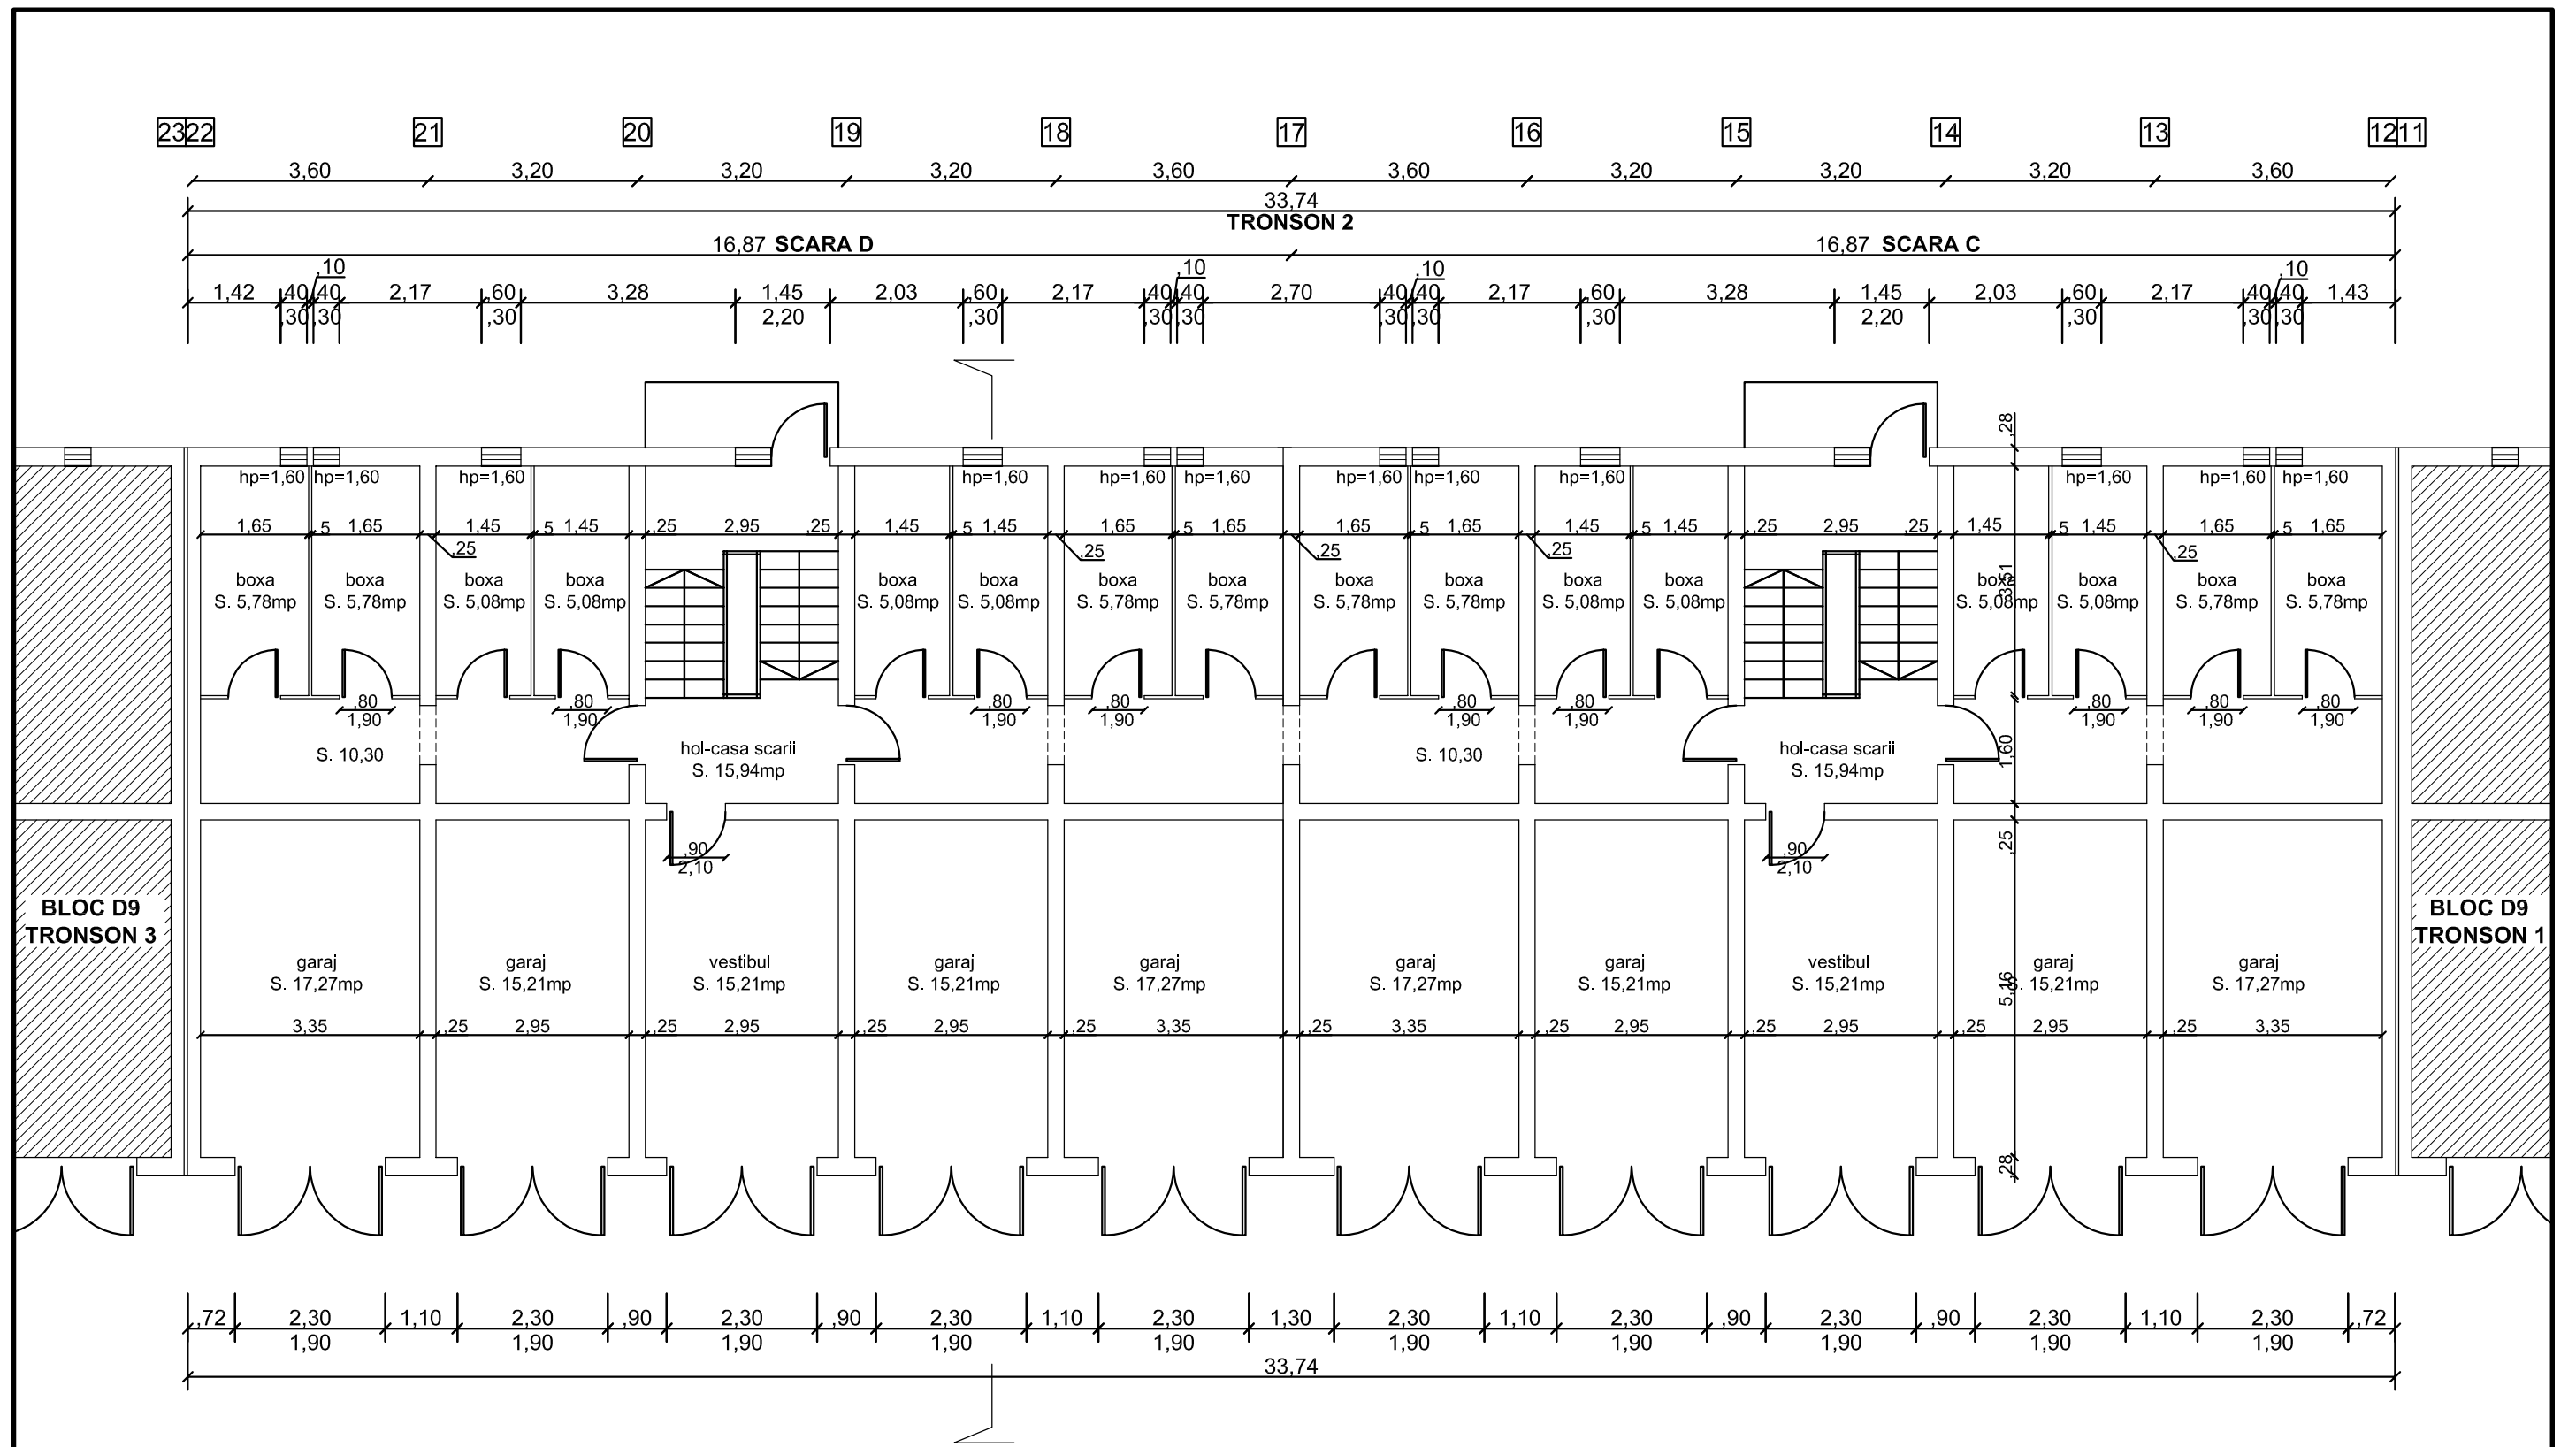 23 22 21 20 19 18 17 16 15 14 13 12 11
3,60 3,20 3,20 3,20 3,60 3,60 3,20 3,20 3,20 3,60
33,74
TRONSON 2
16,87 SCARA D 16,87 SCARA C
,10 ,10 ,10 ,10
1,42 ,40 ,40 2,17 ,60 3,28 1,45 2,03 ,60 2,17 ,40 ,40 2,70 ,40 ,40 2,17 ,60 3,28 1,45 2,03 ,60 2,17 ,40 ,40 1,43
,30 ,30 ,30 2,20 ,30 ,30 ,30 ,30 ,30 ,30 2,20 ,30 ,30 ,30
,28
hp=1,60 hp=1,60 hp=1,60 hp=1,60 hp=1,60 hp=1,60 hp=1,60 hp=1,60 hp=1,60 hp=1,60 hp=1,60 hp=1,60
1,65 ,5 1,65 1,45 ,5 1,45 ,25 2,95 ,25 1,45 ,5 1,45 1,65 ,5 1,65 1,65 ,5 1,65 1,45 ,5 1,45 ,25 2,95 ,25 1,45 ,5 1,45 1,65 ,5 1,65
,25 ,25 ,25 ,25 ,25
boxa boxa boxa boxa boxa boxa boxa boxa boxa boxa boxa boxa boxa boxa boxa boxa
3,51
S. 5,78mp S. 5,78mp S. 5,08mp S. 5,08mp S. 5,08mp S. 5,08mp S. 5,78mp S. 5,78mp S. 5,78mp S. 5,78mp S. 5,08mp S. 5,08mp S. 5,08mp S. 5,08mp S. 5,78mp S. 5,78mp
,80 ,80 ,80 ,80 ,80 ,80 ,80 ,80 ,80
1,90 1,90 1,90 1,90 1,90 1,90 1,90 1,90 1,90
S. 10,30 hol-casa scarii S. 10,30 hol-casa scarii 1,60
S. 15,94mp S. 15,94mp
,25
,90 ,90
2,10 2,10
BLOC D9 BLOC D9
TRONSON 3 TRONSON 1
garaj garaj vestibul garaj garaj garaj garaj vestibul garaj garaj
S. 17,27mp S. 15,21mp S. 15,21mp S. 15,21mp S. 17,27mp S. 17,27mp S. 15,21mp S. 15,21mp S. 15,21mp S. 17,27mp
5,16
3,35 ,25 2,95 ,25 2,95 ,25 2,95 ,25 3,35 ,25 3,35 ,25 2,95 ,25 2,95 ,25 2,95 ,25 3,35
,28
,72 2,30 1,10 2,30 ,90 2,30 ,90 2,30 1,10 2,30 1,30 2,30 1,10 2,30 ,90 2,30 ,90 2,30 1,10 2,30 ,72
1,90 1,90 1,90 1,90 1,90 1,90 1,90 1,90 1,90 1,90
33,74